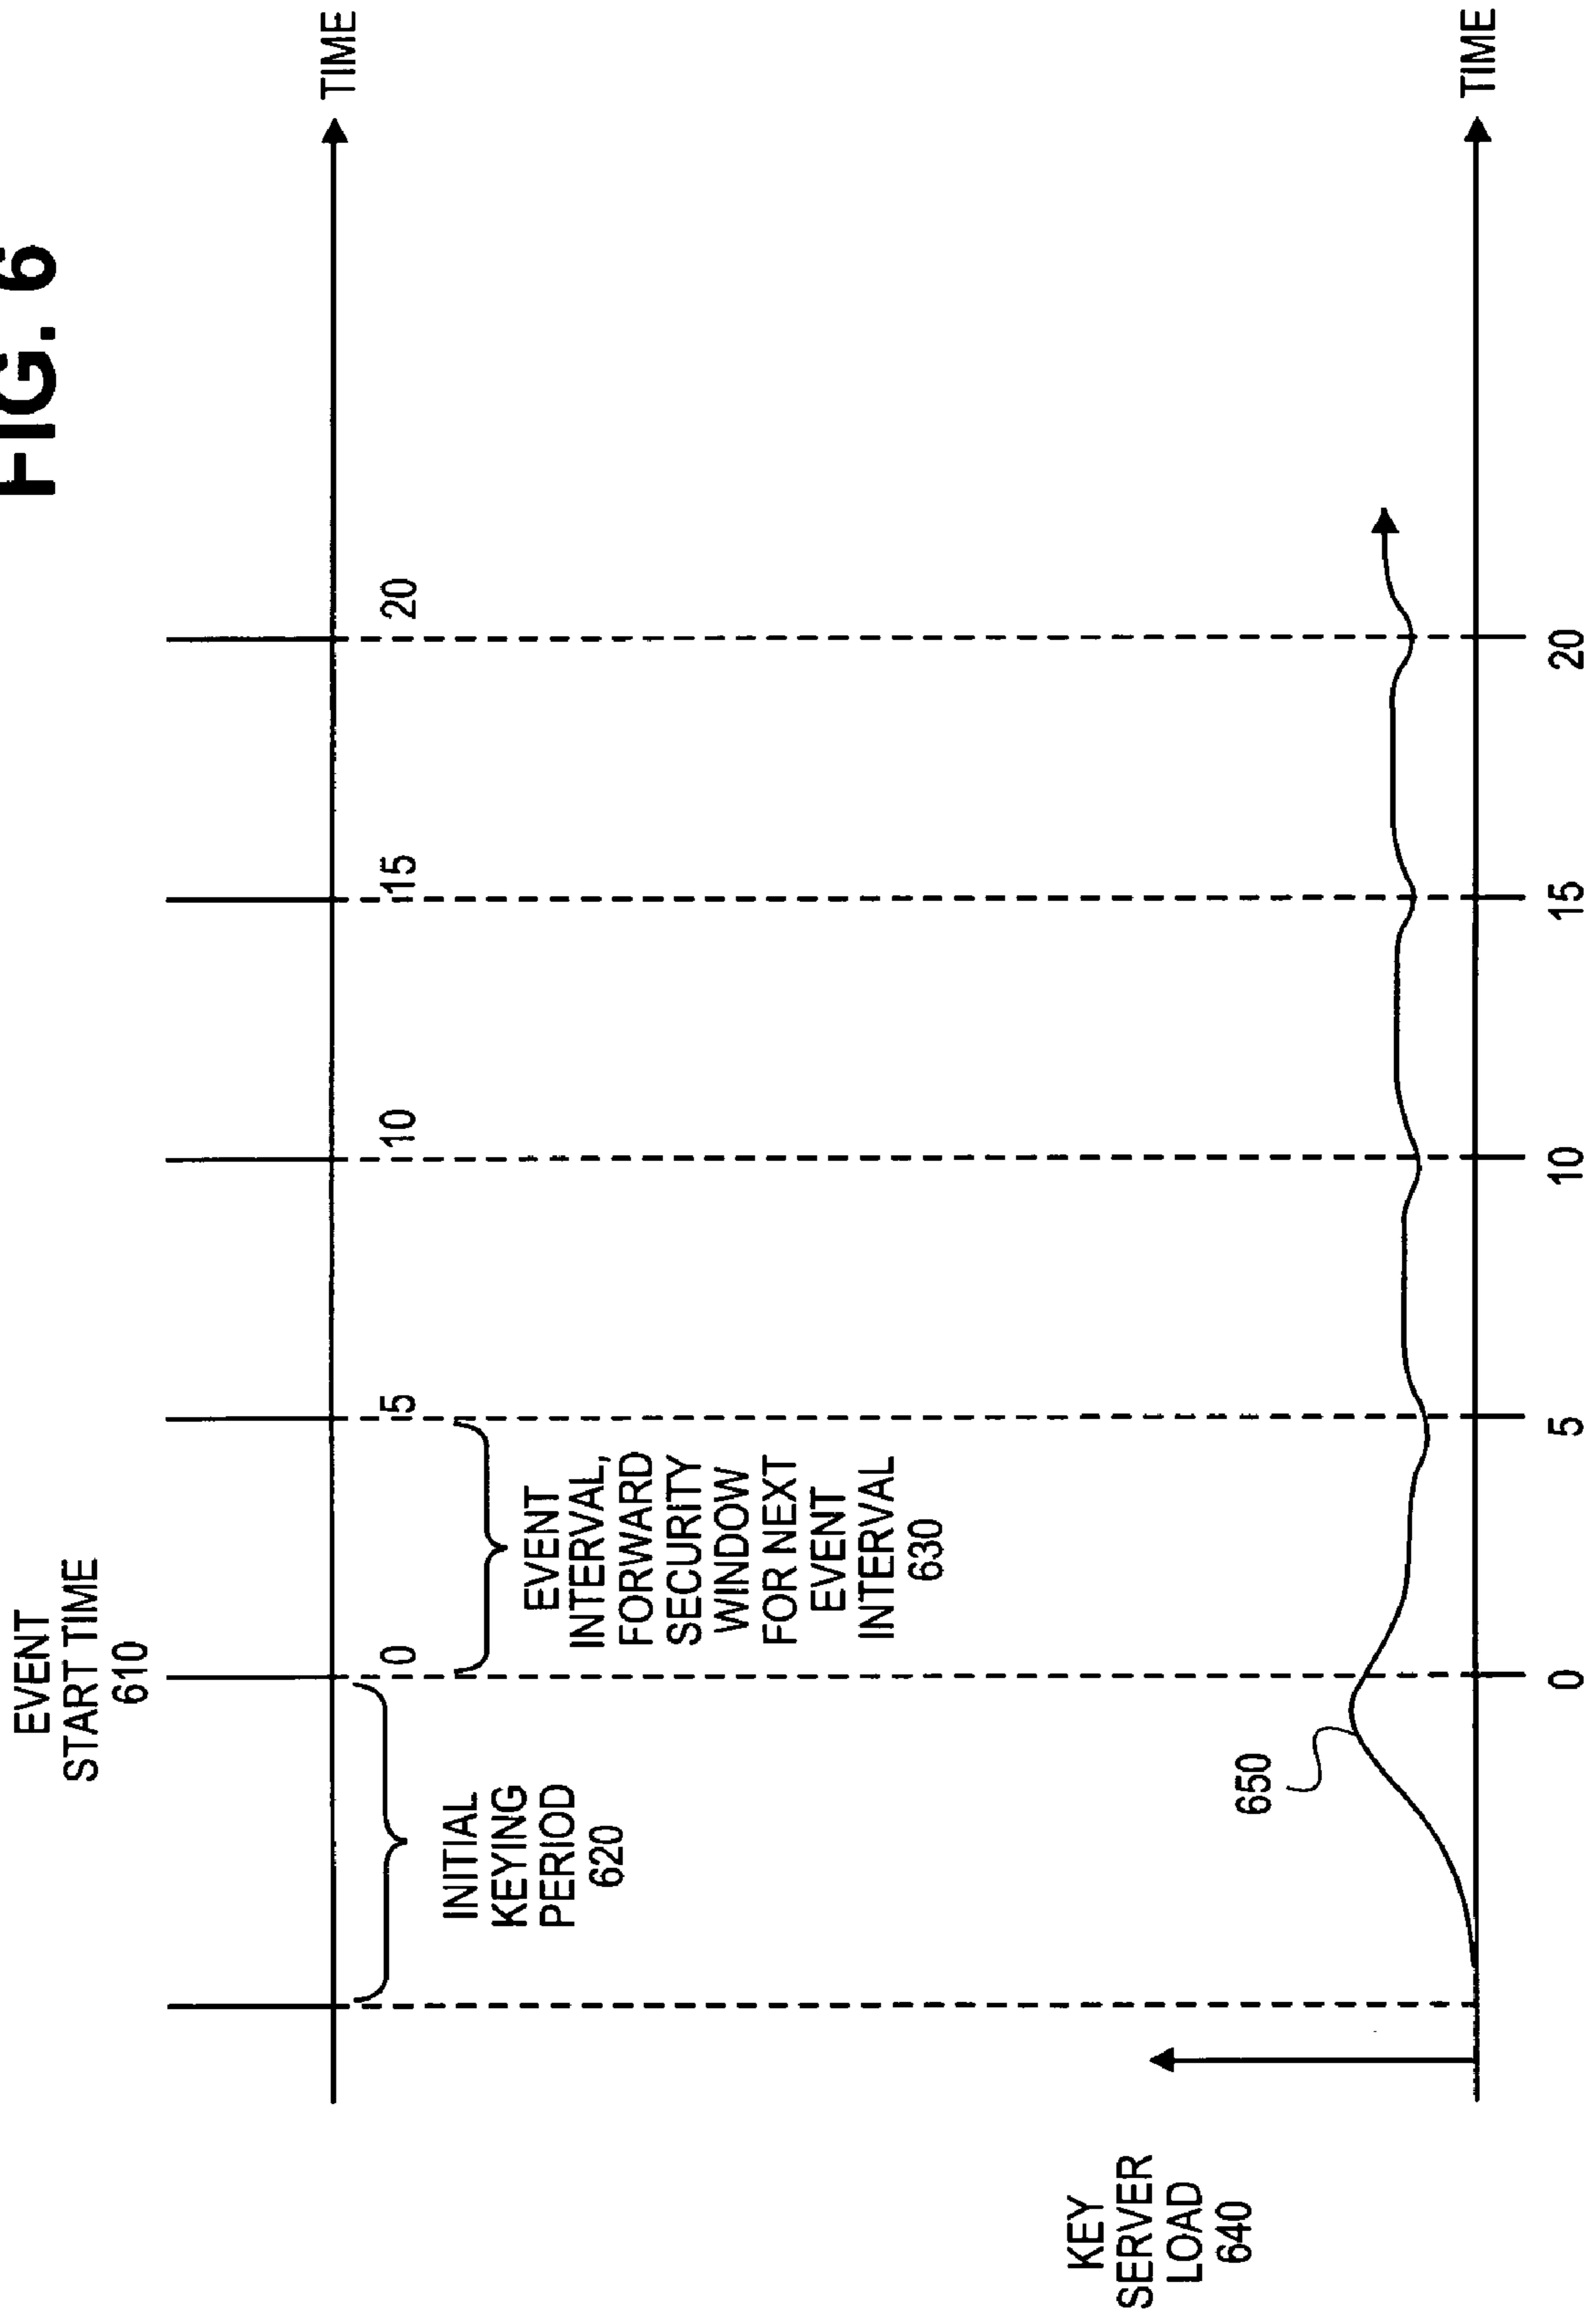 FIG. 6
EVENT
START TIME
610
TIME
0
5
10
15
20
INITIAL
KEYING
PERIOD
620
EVENT
INTERVAL,
FORWARD
SECURITY
WINDOW
FOR NEXT
EVENT
INTERVAL
630
KEY
SERVER
LOAD
640
650
TIME
0
5
10
15
20